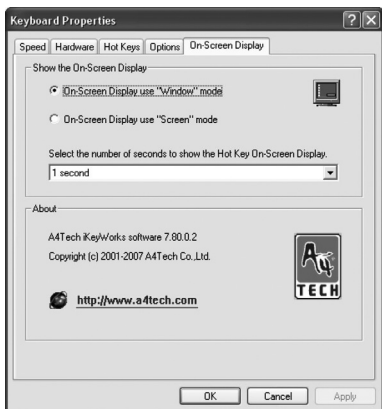 Keyboard Properties
Speed Hardware Hot Keys Options On-Screen Display
Show the On-Screen Display
On-Screen Display use "Window" mode
On-Screen Display use "Screen" mode
Select the number of seconds to show the Hot Key On-Screen Display.
1 second
About
A4Tech iKeyWorks software 7.80.0.2
Copyright (c) 2001-2007 A4Tech Co.,Ltd.
http://www.a4tech.com
A4
TECH
OK Cancel Apply